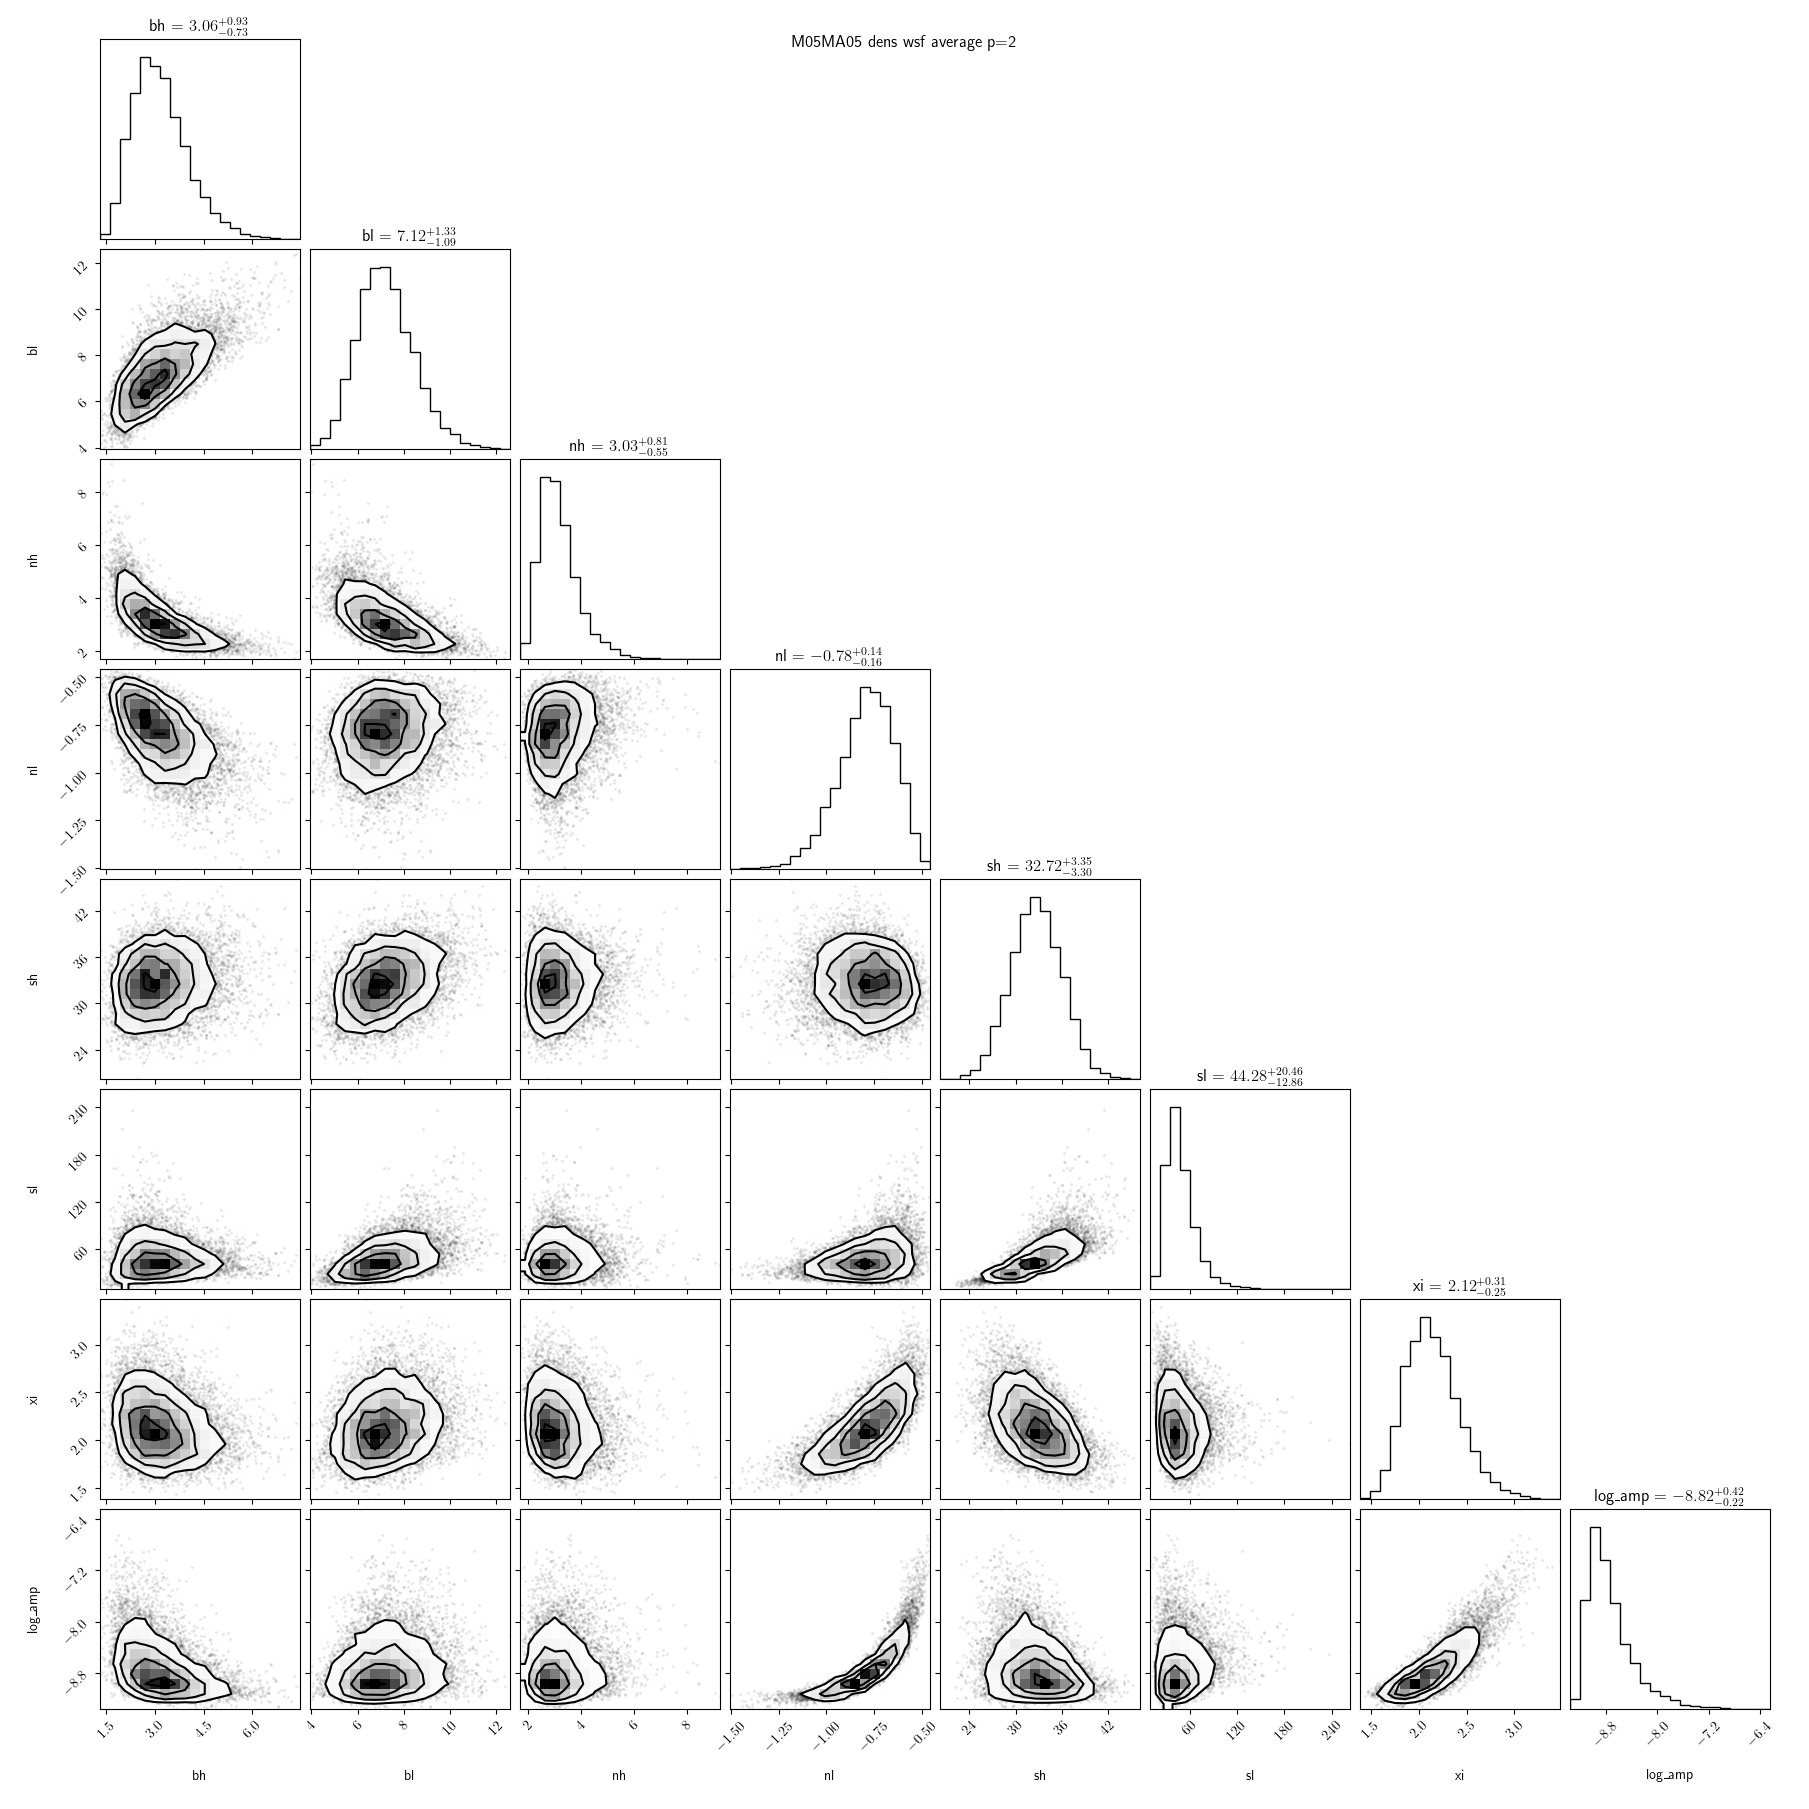 bh = 3.06+0.93−0.73
M05MA05 dens wsf average p=2
bl = 7.12+1.33−1.09
12
10
8
6
4
bl
nh = 3.03+0.81−0.55
8
6
4
2
nh
nl = −0.78+0.14−0.16
−0.50
−0.75
−1.00
−1.25
−1.50
nl
sh = 32.72+3.35−3.30
42
36
30
24
sh
sl = 44.28+20.46−12.86
240
180
120
60
sl
xi = 2.12+0.31−0.25
3.0
2.5
2.0
1.5
xi
log_amp = −8.82+0.42−0.22
−6.4
−7.2
−8.0
−8.8
log_amp
1.5 3.0 4.5 6.0 4 6 8 10 12 2 4 6 8 −1.50 −1.25 −1.00 −0.75 −0.50 24 30 36 42 60 120 180 240 1.5 2.0 2.5 3.0 −8.8 −8.0 −7.2 −6.4
bh bl nh nl sh sl xi log_amp